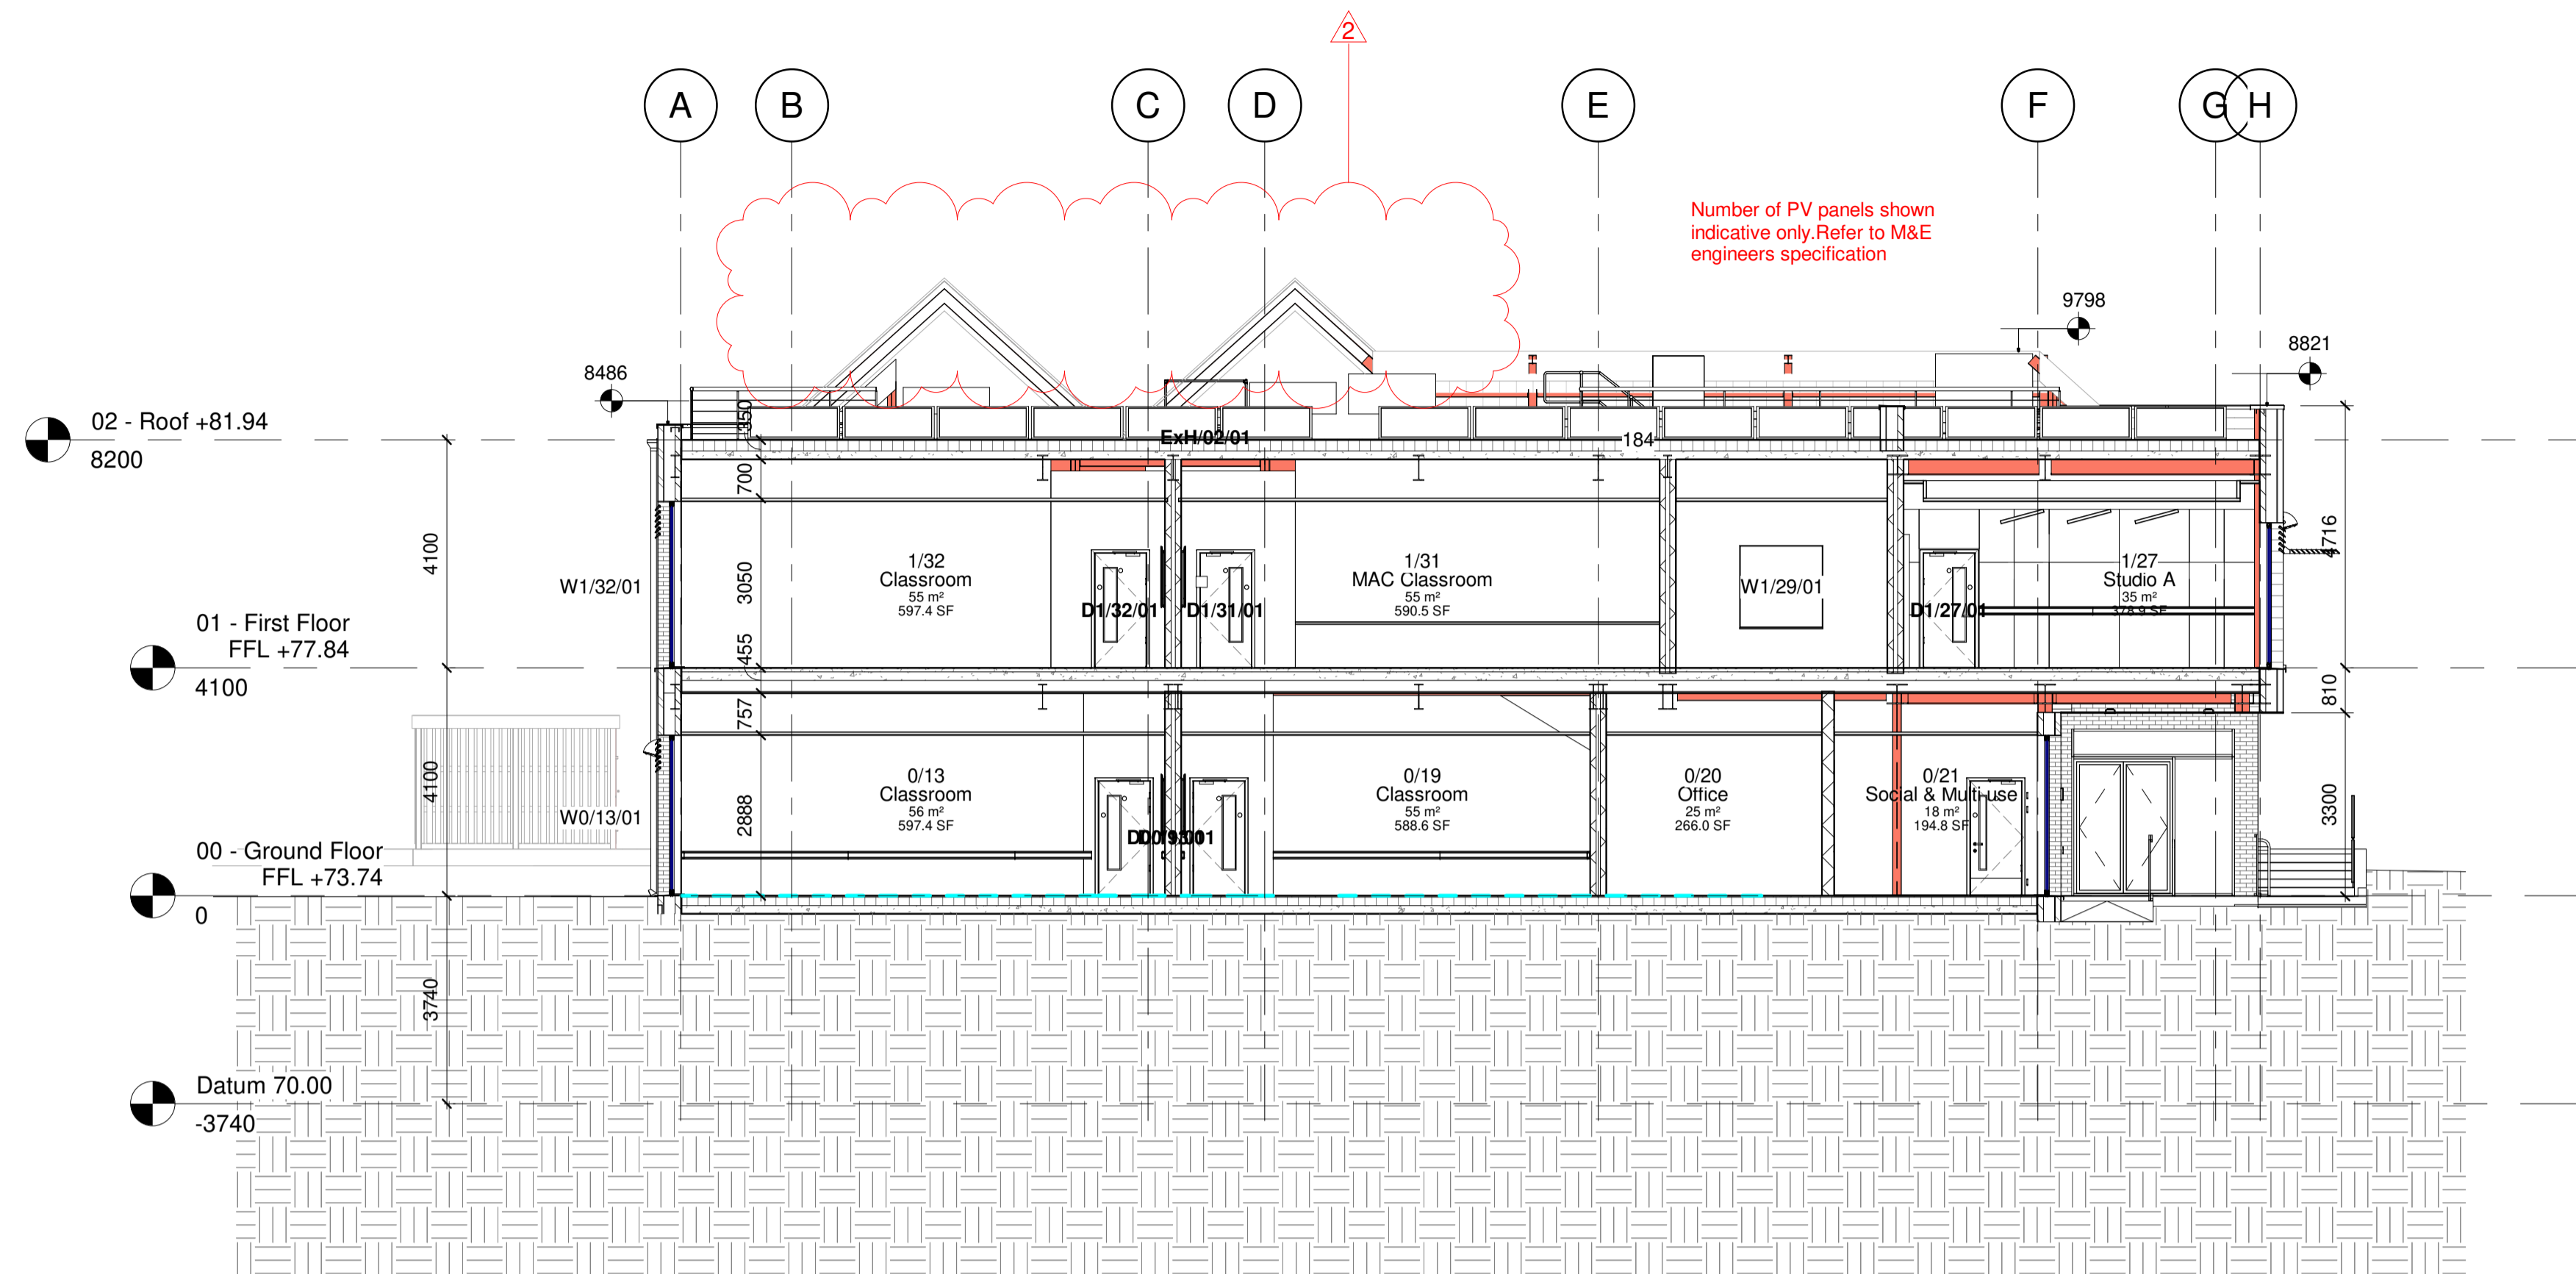 2
A
B
C
D
E
F
G
H
Number of PV panels shown
indicative only.Refer to M&E
engineers specification
9798
8821
8486
02 - Roof +81.94
8200
350
ExH/02/01
184
700
4100
3050
455
W1/32/01
1/32
Classroom
55 m²
597.4 SF
D1/32/01
D1/31/01
1/31
MAC Classroom
55 m²
590.5 SF
W1/29/01
D1/27/01
1/27
Studio A
35 m²
378.9 SF
4716
01 - First Floor
FFL +77.84
4100
757
810
4100
2888
W0/13/01
0/13
Classroom
56 m²
597.4 SF
0/19
Classroom
55 m²
588.6 SF
0/20
Office
25 m²
266.0 SF
0/21
Social & Multi use
18 m²
194.8 SF
3300
00 - Ground Floor
FFL +73.74
0
3740
Datum 70.00
-3740